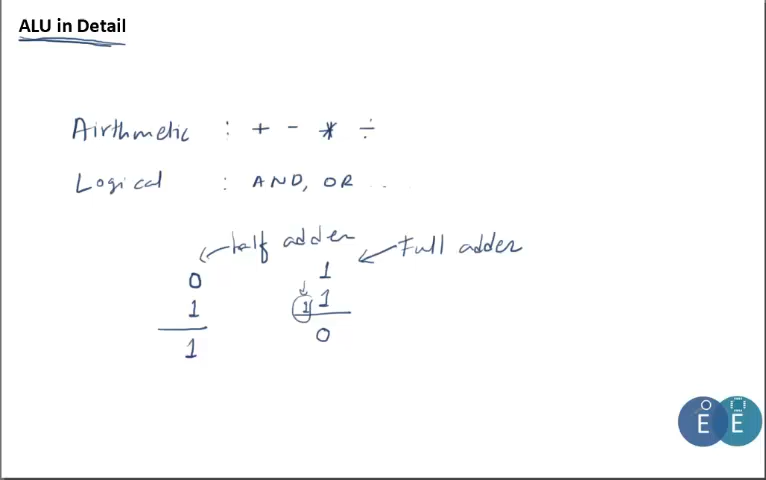 ALU in Detail
Airthmetic : + - * ÷
Logical : AND, OR ...
half adder
Full adder
0 1
1 1 1
1 0
E E